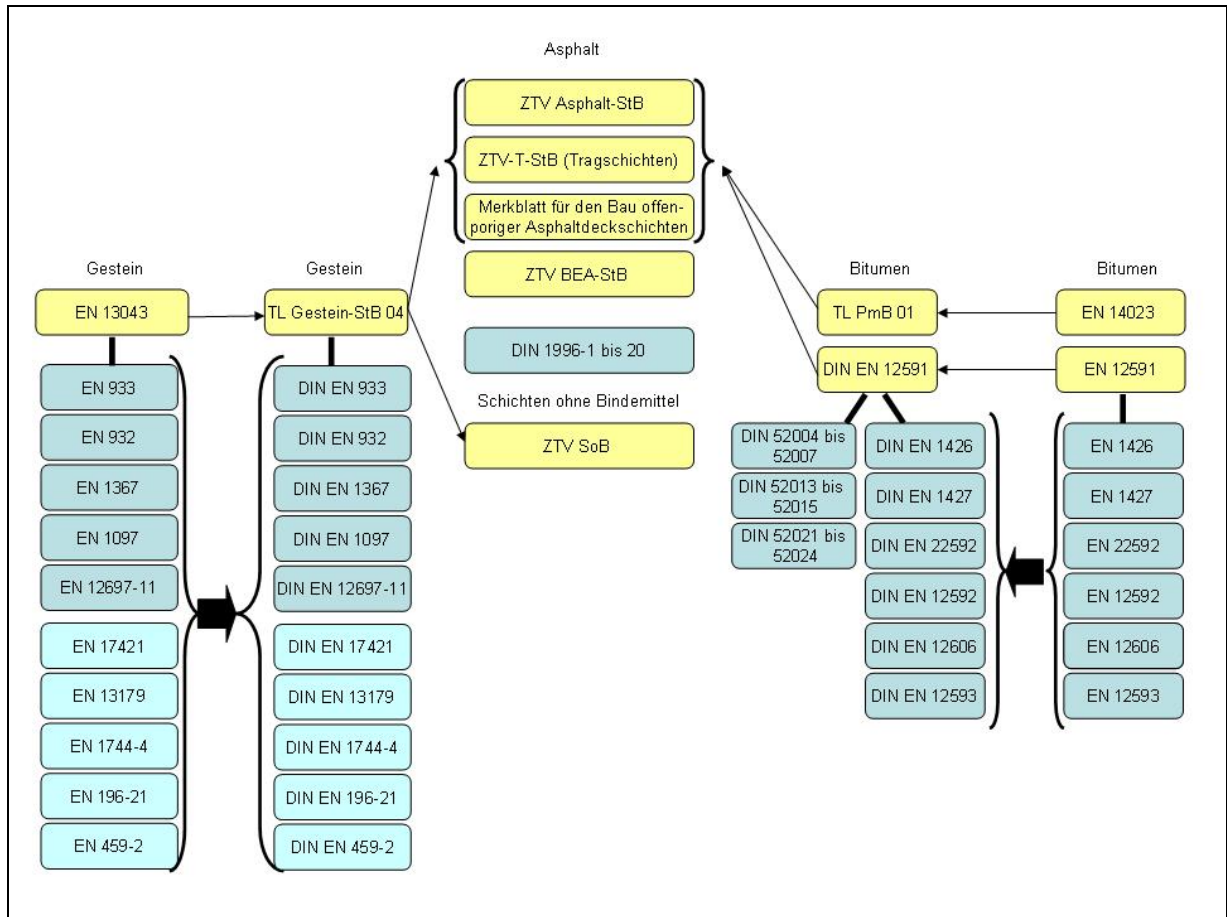 Asphalt
ZTV Asphalt-StB
ZTV-T-StB (Tragschichten)
Merkblatt für den Bau offen-
poriger Asphaltdeckschichten
ZTV BEA-StB
DIN 1996-1 bis 20
Schichten ohne Bindemittel
ZTV SoB
Gestein
EN 13043
EN 933
EN 932
EN 1367
EN 1097
EN 12697-11
EN 17421
EN 13179
EN 1744-4
EN 196-21
EN 459-2
Gestein
TL Gestein-StB 04
DIN EN 933
DIN EN 932
DIN EN 1367
DIN EN 1097
DIN EN 12697-11
DIN EN 17421
DIN EN 13179
DIN EN 1744-4
DIN EN 196-21
DIN EN 459-2
Bitumen
TL PmB 01
DIN EN 12591
DIN 52004 bis
52007
DIN 52013 bis
52015
DIN 52021 bis
52024
DIN EN 1426
DIN EN 1427
DIN EN 22592
DIN EN 12592
DIN EN 12606
DIN EN 12593
Bitumen
EN 14023
EN 12591
EN 1426
EN 1427
EN 22592
EN 12592
EN 12606
EN 12593